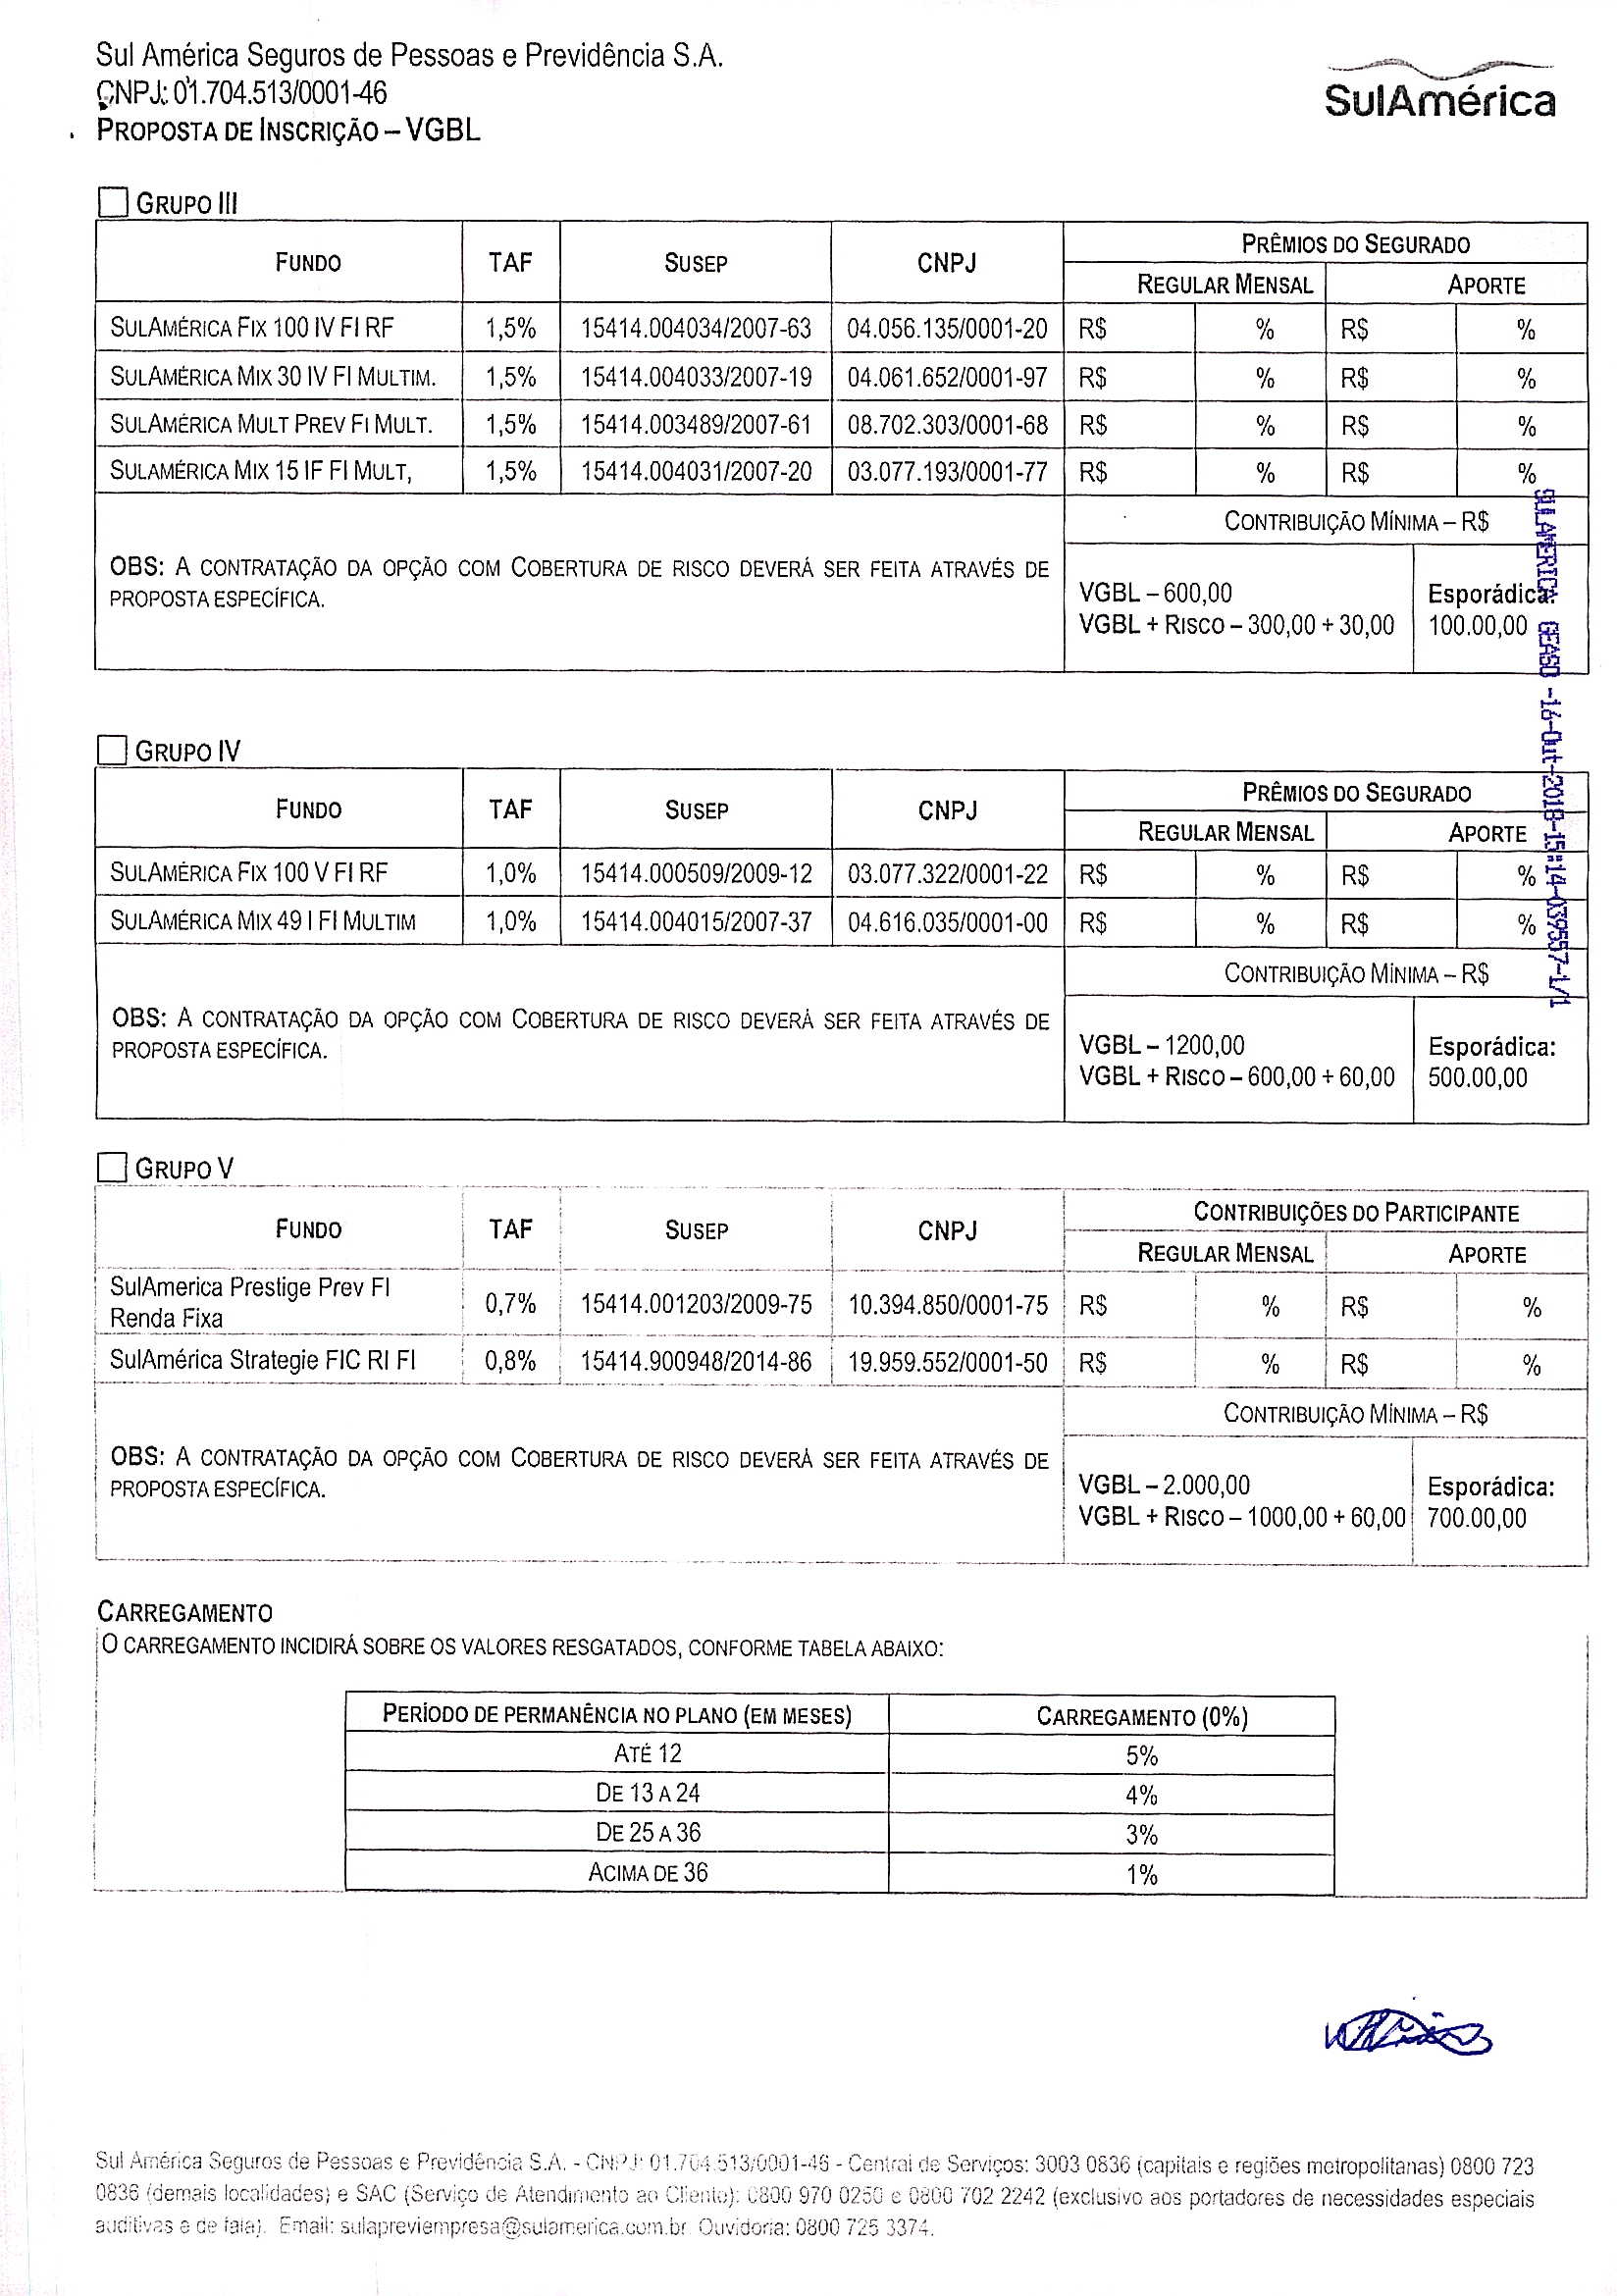 Sul América Seguros de Pessoas e Previdência S.A.
CNPJ: 01.704.513/0001-46
PROPOSTA DE INSCRIÇÃO – VGBL
SulAmérica
GRUPO III
FUNDO TAF SUSEP CNPJ PRÊMIOS DO SEGURADO
REGULAR MENSAL APORTE
SULAMÉRICA FIX 100 IV FI RF 1,5% 15414.004034/2007-63 04.056.135/0001-20 R$ % R$ %
SULAMÉRICA MIX 30 IV FI MULTIM. 1,5% 15414.004033/2007-19 04.061.652/0001-97 R$ % R$ %
SULAMÉRICA MULT PREV FI MULT. 1,5% 15414.003489/2007-61 08.702.303/0001-68 R$ % R$ %
SULAMÉRICA MIX 15 IF FI MULT, 1,5% 15414.004031/2007-20 03.077.193/0001-77 R$ % R$ %
CONTRIBUIÇÃO MÍNIMA – R$
OBS: A CONTRATAÇÃO DA OPÇÃO COM COBERTURA DE RISCO DEVERÁ SER FEITA ATRAVÉS DE
PROPOSTA ESPECÍFICA.
VGBL – 600,00 Esporádica:
VGBL + RISCO – 300,00 + 30,00 100.00,00
SULAMERICA GEASO -16-Out-2018-15:14-039557-1/1
GRUPO IV
FUNDO TAF SUSEP CNPJ PRÊMIOS DO SEGURADO
REGULAR MENSAL APORTE
SULAMÉRICA FIX 100 V FI RF 1,0% 15414.000509/2009-12 03.077.322/0001-22 R$ % R$ %
SULAMÉRICA MIX 49 I FI MULTIM 1,0% 15414.004015/2007-37 04.616.035/0001-00 R$ % R$ %
CONTRIBUIÇÃO MÍNIMA – R$
OBS: A CONTRATAÇÃO DA OPÇÃO COM COBERTURA DE RISCO DEVERÁ SER FEITA ATRAVÉS DE
PROPOSTA ESPECÍFICA.
VGBL – 1200,00 Esporádica:
VGBL + RISCO – 600,00 + 60,00 500.00,00
GRUPO V
FUNDO TAF SUSEP CNPJ CONTRIBUIÇÕES DO PARTICIPANTE
REGULAR MENSAL APORTE
SulAmerica Prestige Prev FI
Renda Fixa 0,7% 15414.001203/2009-75 10.394.850/0001-75 R$ % R$ %
SulAmérica Strategie FIC RI FI 0,8% 15414.900948/2014-86 19.959.552/0001-50 R$ % R$ %
CONTRIBUIÇÃO MÍNIMA – R$
OBS: A CONTRATAÇÃO DA OPÇÃO COM COBERTURA DE RISCO DEVERÁ SER FEITA ATRAVÉS DE
PROPOSTA ESPECÍFICA.
VGBL – 2.000,00 Esporádica:
VGBL + RISCO – 1000,00 + 60,00 700.00,00
CARREGAMENTO
O CARREGAMENTO INCIDIRÁ SOBRE OS VALORES RESGATADOS, CONFORME TABELA ABAIXO:
PERÍODO DE PERMANÊNCIA NO PLANO (EM MESES) CARREGAMENTO (0%)
ATÉ 12 5%
DE 13 A 24 4%
DE 25 A 36 3%
ACIMA DE 36 1%
Sul América Seguros de Pessoas e Previdência S.A. - CNPJ: 01.704.513/0001-46 - Central de Serviços: 3003 0836 (capitais e regiões metropolitanas) 0800 723
0836 (demais localidades) e SAC (Serviço de Atendimento ao Cliente): 0800 970 0250 e 0800 702 2242 (exclusivo aos portadores de necessidades especiais
auditivas e de fala). Email: sulapreviempresa@sulamerica.com.br Ouvidoria: 0800 725 3374.